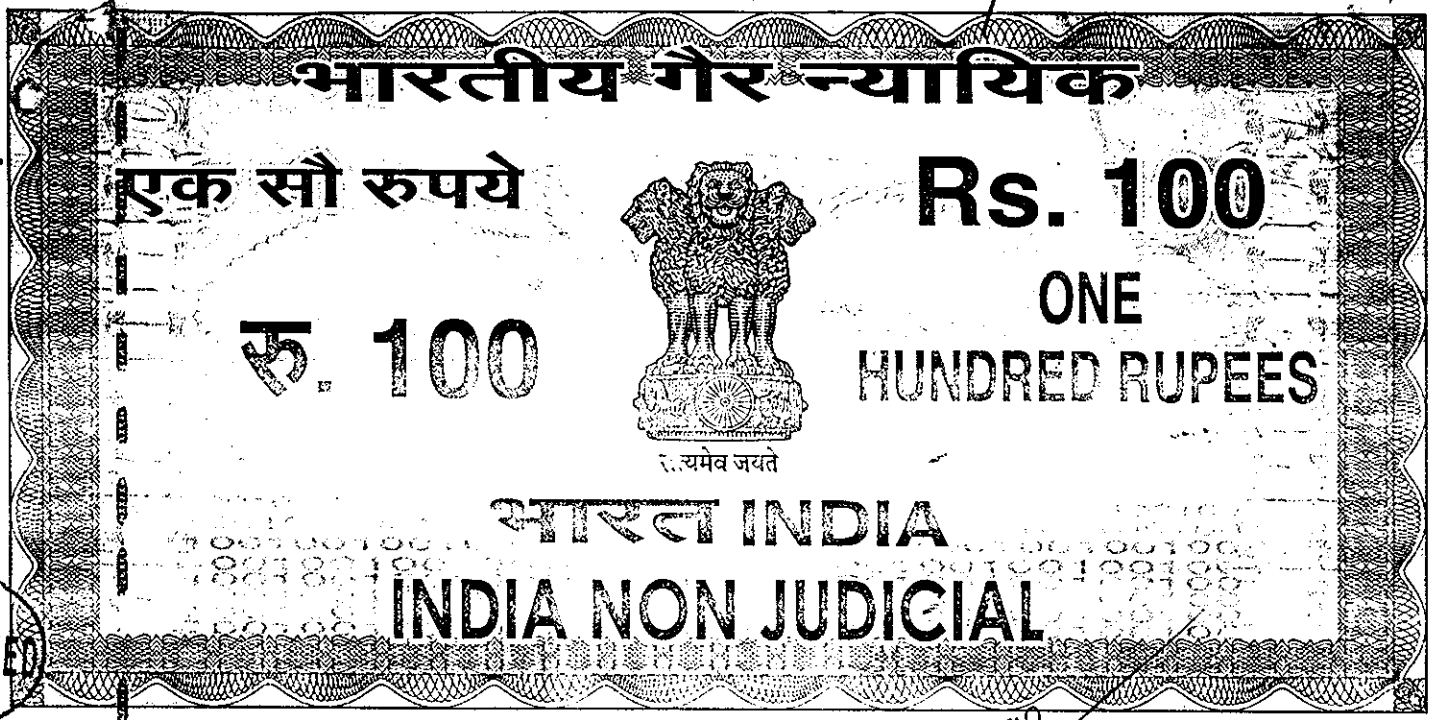 भारतीय गैर न्यायिक
एक सौ रुपये
Rs. 100
रु. 100
ONE
HUNDRED RUPEES
सत्यमेव जयते
भारत INDIA
INDIA NON JUDICIAL